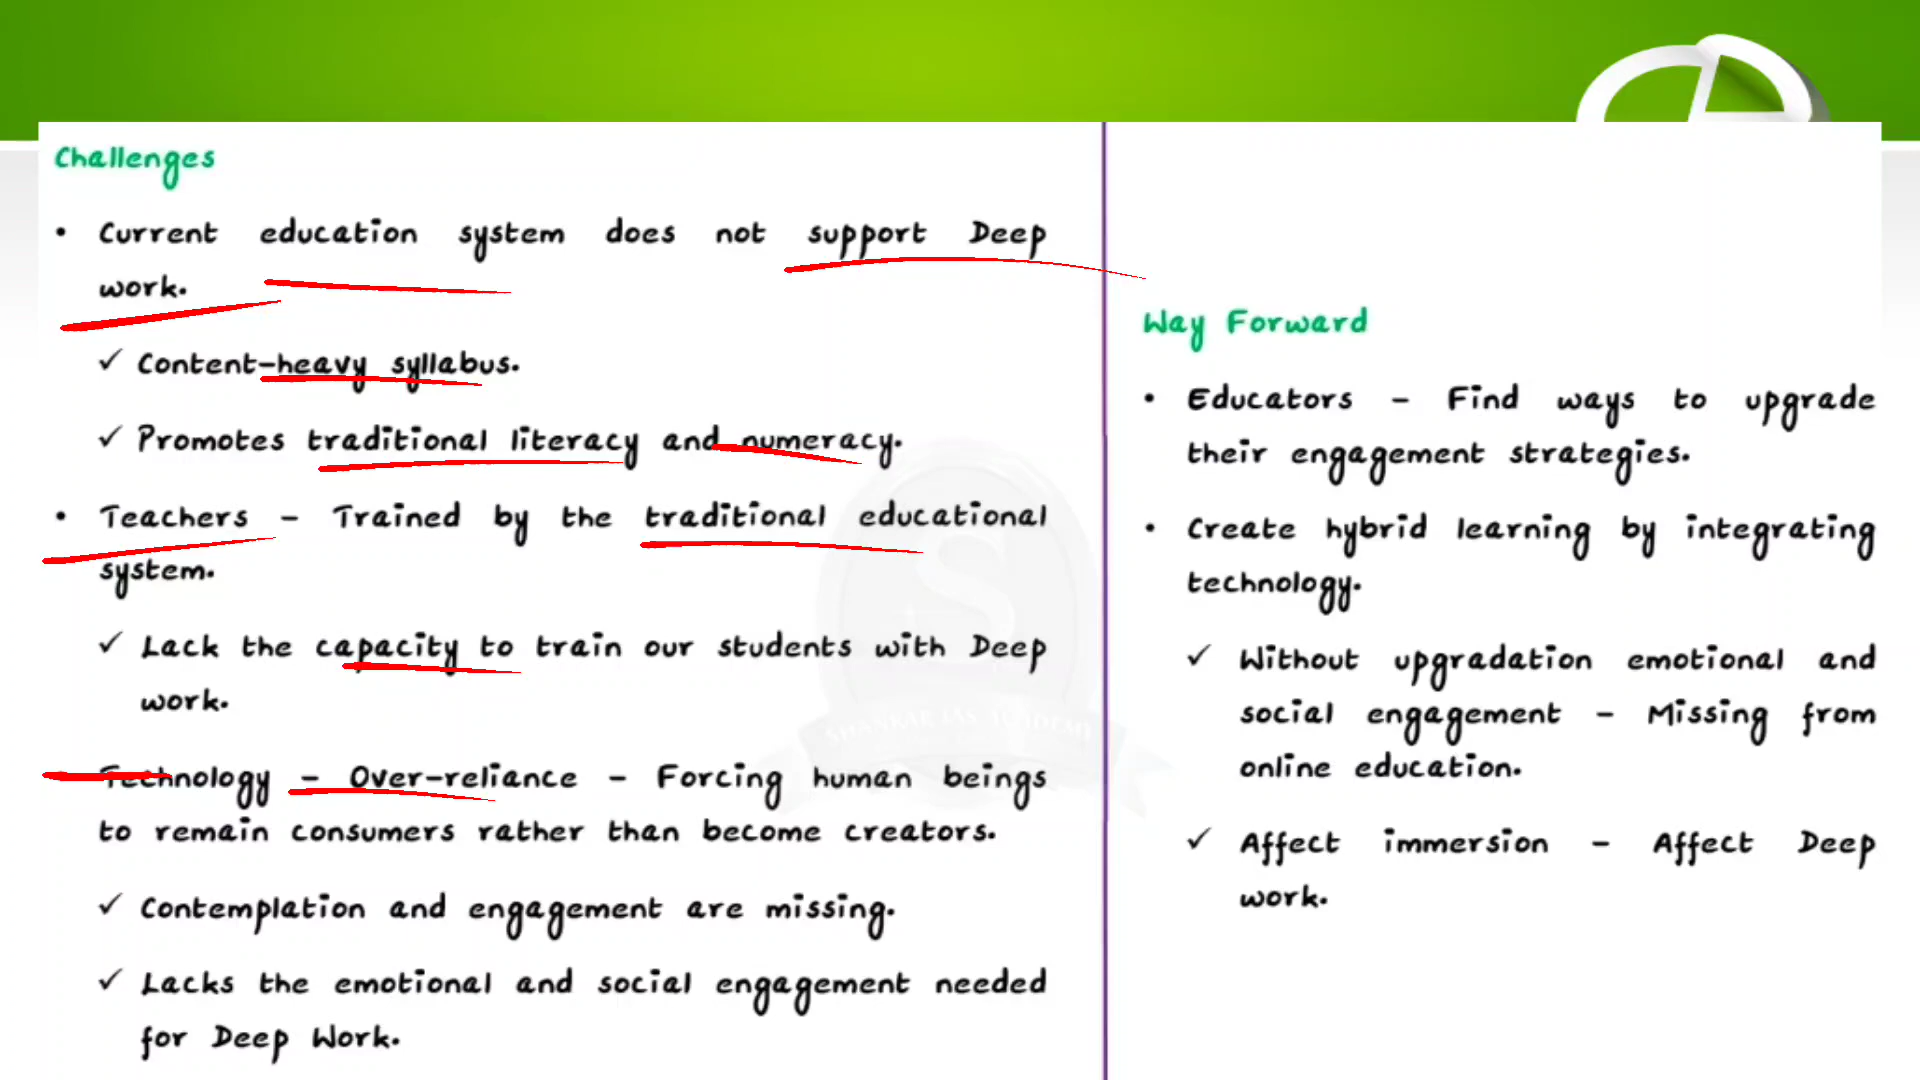 Challenges
• Current education system does not support Deep
work.
✓ Content-heavy syllabus.
✓ Promotes traditional literacy and numeracy.
• Teachers - Trained by the traditional educational
system.
✓ Lack the capacity to train our students with Deep
work.
Technology - Over-reliance - Forcing human beings
to remain consumers rather than become creators.
✓ Contemplation and engagement are missing.
✓ Lacks the emotional and social engagement needed
for Deep Work.
Way Forward
• Educators - Find ways to upgrade
their engagement strategies.
• Create hybrid learning by integrating
technology.
✓ Without upgradation emotional and
social engagement - Missing from
online education.
✓ Affect immersion - Affect Deep
work.
S
SHANKAR IAS ACADEMY